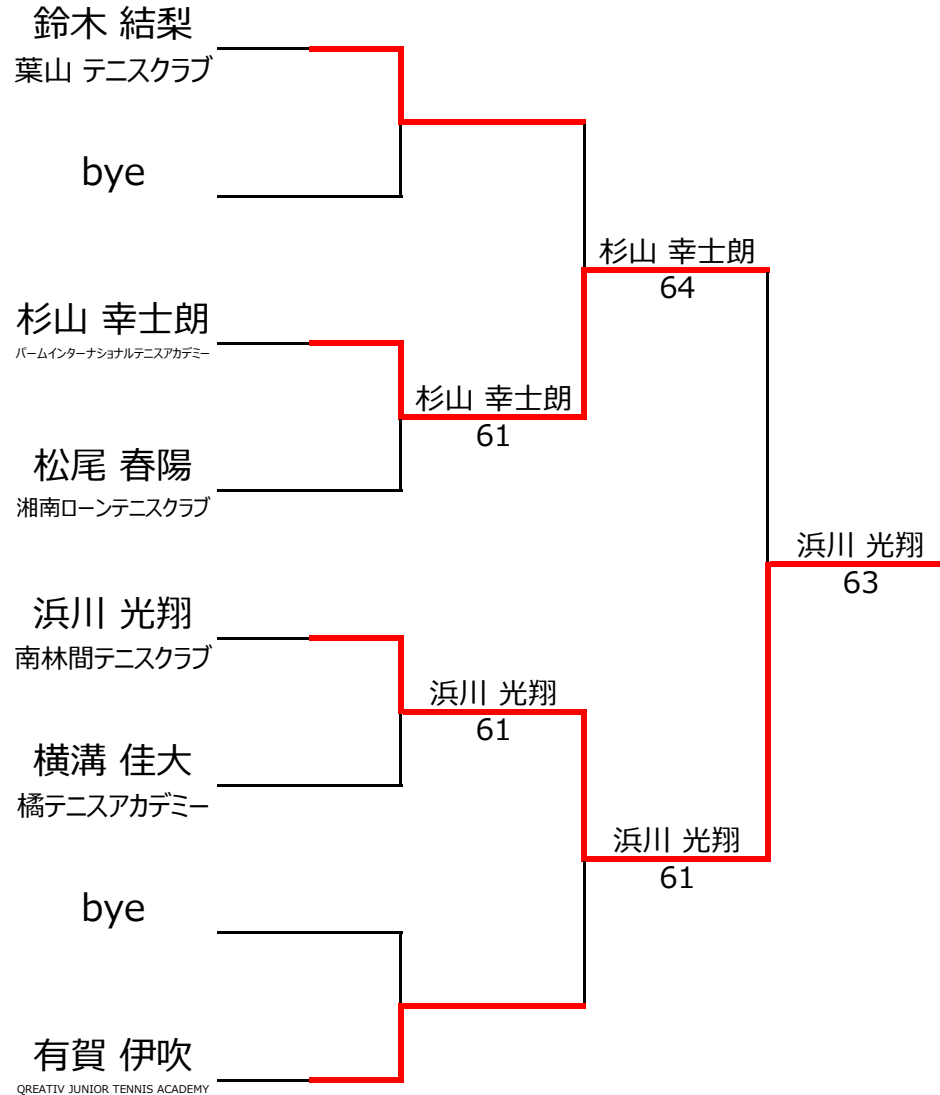 鈴木 結梨
葉山 テニスクラブ
bye
杉山 幸士朗
パームインターナショナルテニスアカデミー
松尾 春陽
湘南ローンテニスクラブ
浜川 光翔
南林間テニスクラブ
横溝 佳大
橘テニスアカデミー
bye
有賀 伊吹
QREATIV JUNIOR TENNIS ACADEMY
杉山 幸士朗
61
浜川 光翔
61
杉山 幸士朗
64
浜川 光翔
61
浜川 光翔
63